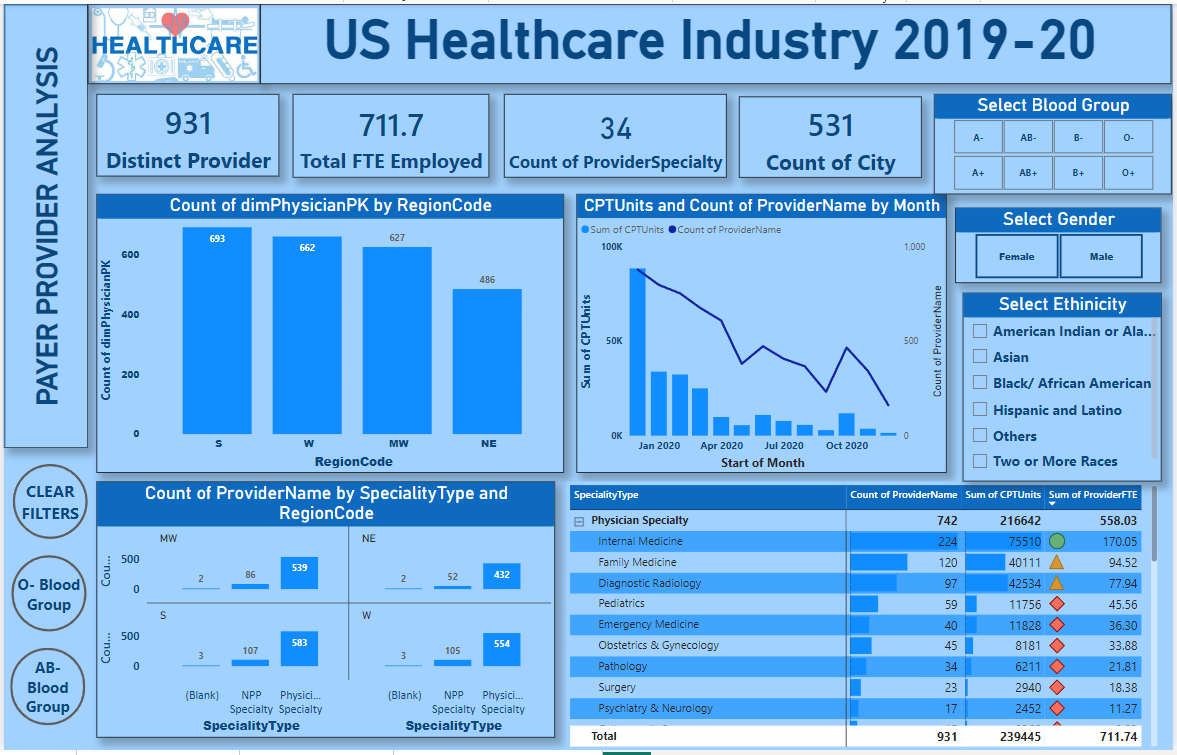 PAYER PROVIDER ANALYSIS
HEALTHCARE
US Healthcare Industry 2019-20
931
Distinct Provider
711.7
Total FTE Employed
34
Count of ProviderSpecialty
531
Count of City
Select Blood Group
A- AB- B- O-
A+ AB+ B+ O+
Count of dimPhysicianPK by RegionCode
Count of dimPhysicianPK
600
400
200
0
693
662
627
486
S W MW NE
RegionCode
CPTUnits and Count of ProviderName by Month
Sum of CPTUnits Count of ProviderName
Sum of CPTUnits
100K
50K
0K
1,000
500
0
Count of ProviderName
Jan 2020 Apr 2020 Jul 2020 Oct 2020
Start of Month
Select Gender
Female Male
Select Ethinicity
American Indian or Ala...
Asian
Black/ African American
Hispanic and Latino
Others
Two or More Races
CLEAR
FILTERS
O- Blood
Group
AB-
Blood
Group
Count of ProviderName by SpecialityType and
RegionCode
MW
Cou...
500
0
2 86 539
NE
2 52 432
S
Cou...
500
0
3 107 583
W
3 105 554
(Blank) NPP Physici...
Specialty Specialty
SpecialityType
(Blank) NPP Physici...
Specialty Specialty
SpecialityType
SpecialityType Count of ProviderName Sum of CPTUnits Sum of ProviderFTE
Physician Specialty 742 216642 558.03
Internal Medicine 224 75510 170.05
Family Medicine 120 40111 94.52
Diagnostic Radiology 97 42534 77.94
Pediatrics 59 11756 45.56
Emergency Medicine 40 11828 36.30
Obstetrics & Gynecology 45 8181 33.88
Pathology 34 6211 21.81
Surgery 23 2940 18.38
Psychiatry & Neurology 17 2452 11.27
Total 931 239445 711.74